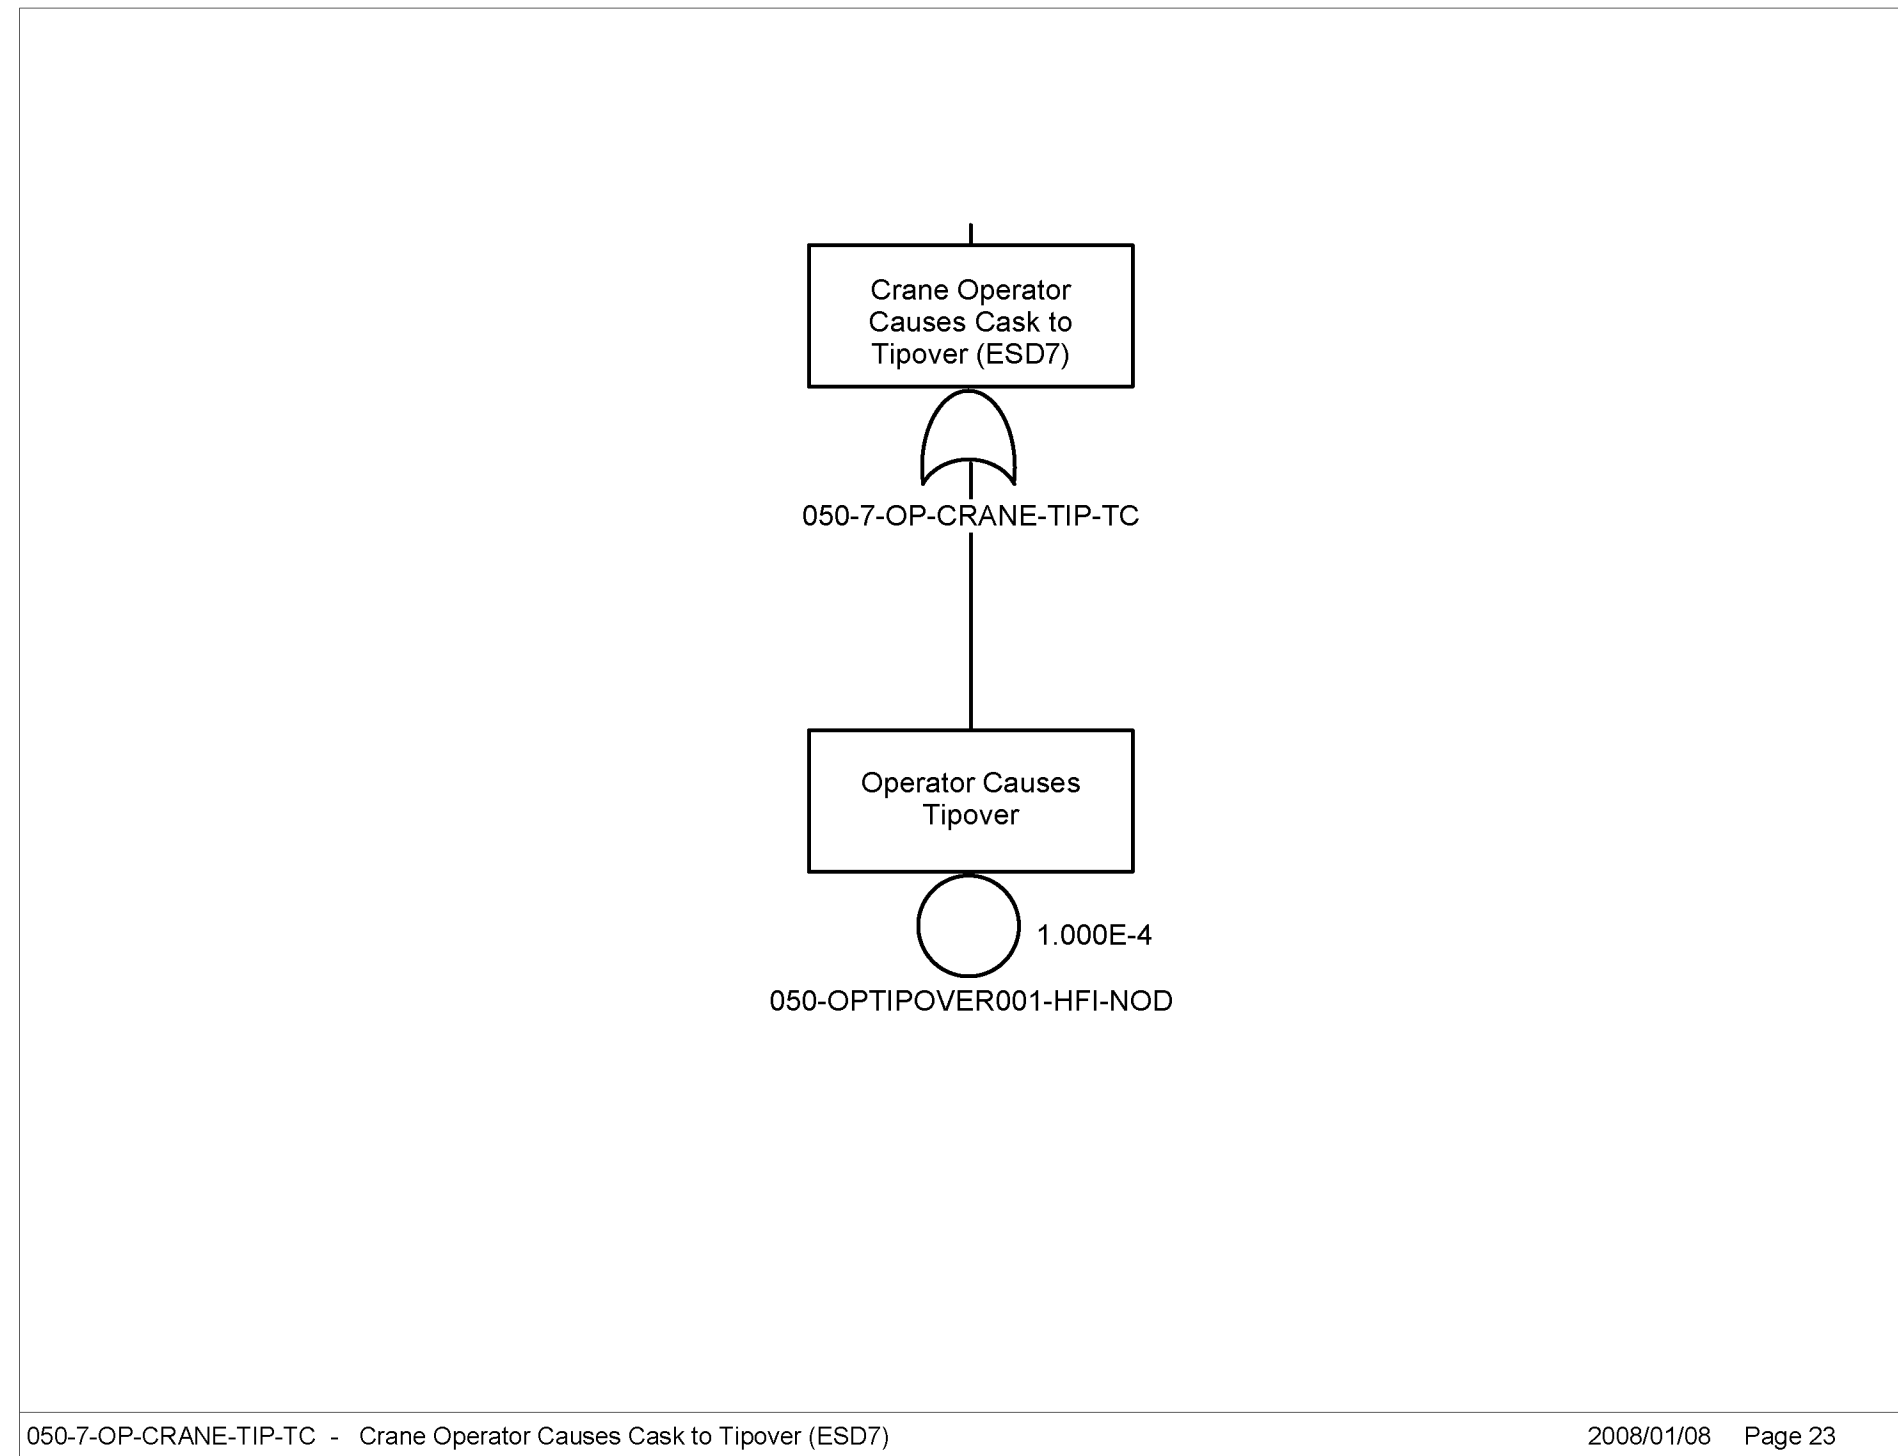 Crane Operator
Causes Cask to
Tipover (ESD7)
050-7-OP-CRANE-TIP-TC
Operator Causes
Tipover
1.000E-4
050-OPTIPOVER001-HFI-NOD
050-7-OP-CRANE-TIP-TC - Crane Operator Causes Cask to Tipover (ESD7) 2008/01/08 Page 23